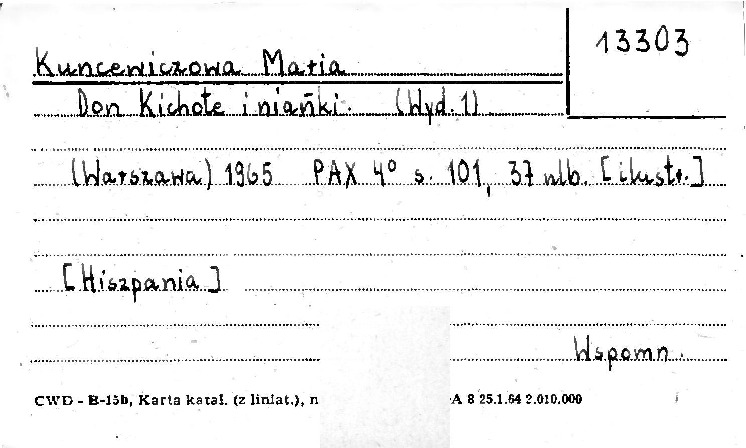 13303
Kuncewiczowa Maria
Don Kichote i niańki. (Wyd. 1)
(Warszawa) 1965 PAX 4° s. 101, 37 nlb. [ilustr.]
[Hiszpania]
Wspomn.
CWD - B-15b, Karta katal. (z liniat.), n
A 8 25.1.64 2.010.000